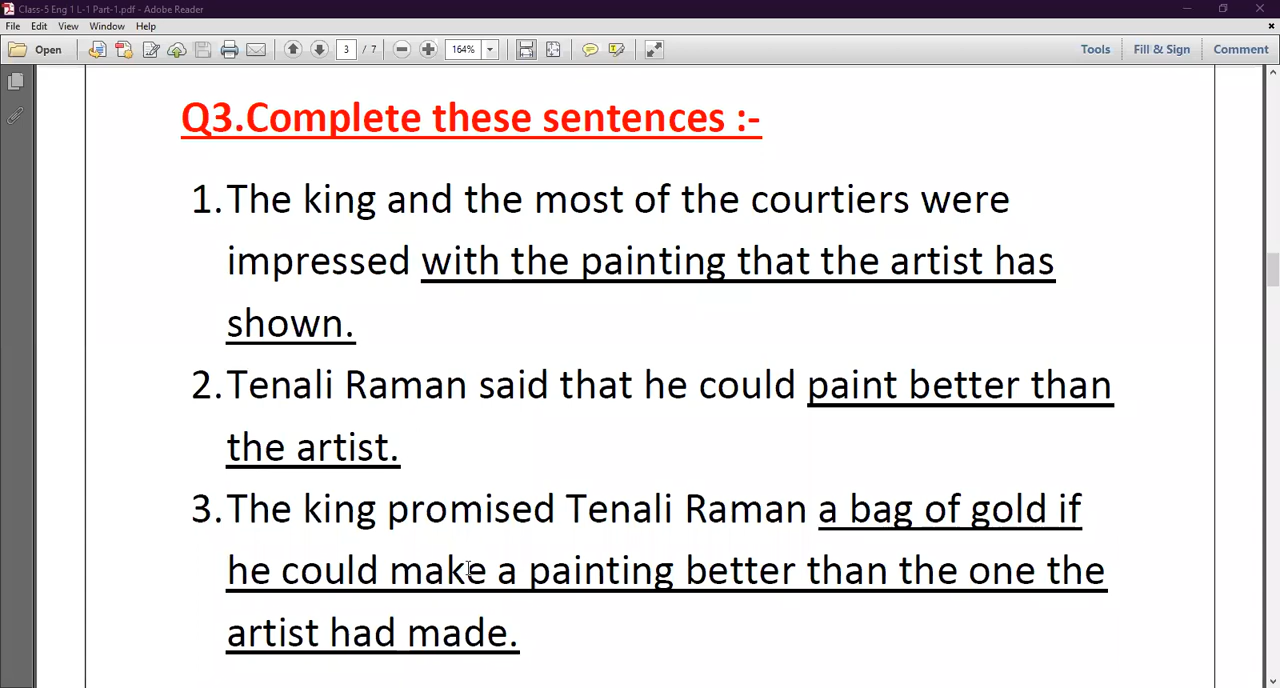 Class-5 Eng 1 L-1 Part-1.pdf - Adobe Reader
File Edit View Window Help
Open 3 / 7 164% Tools Fill & Sign Comment
Q3.Complete these sentences :-
1. The king and the most of the courtiers were
impressed with the painting that the artist has
shown.
2. Tenali Raman said that he could paint better than
the artist.
3. The king promised Tenali Raman a bag of gold if
he could make a painting better than the one the
artist had made.